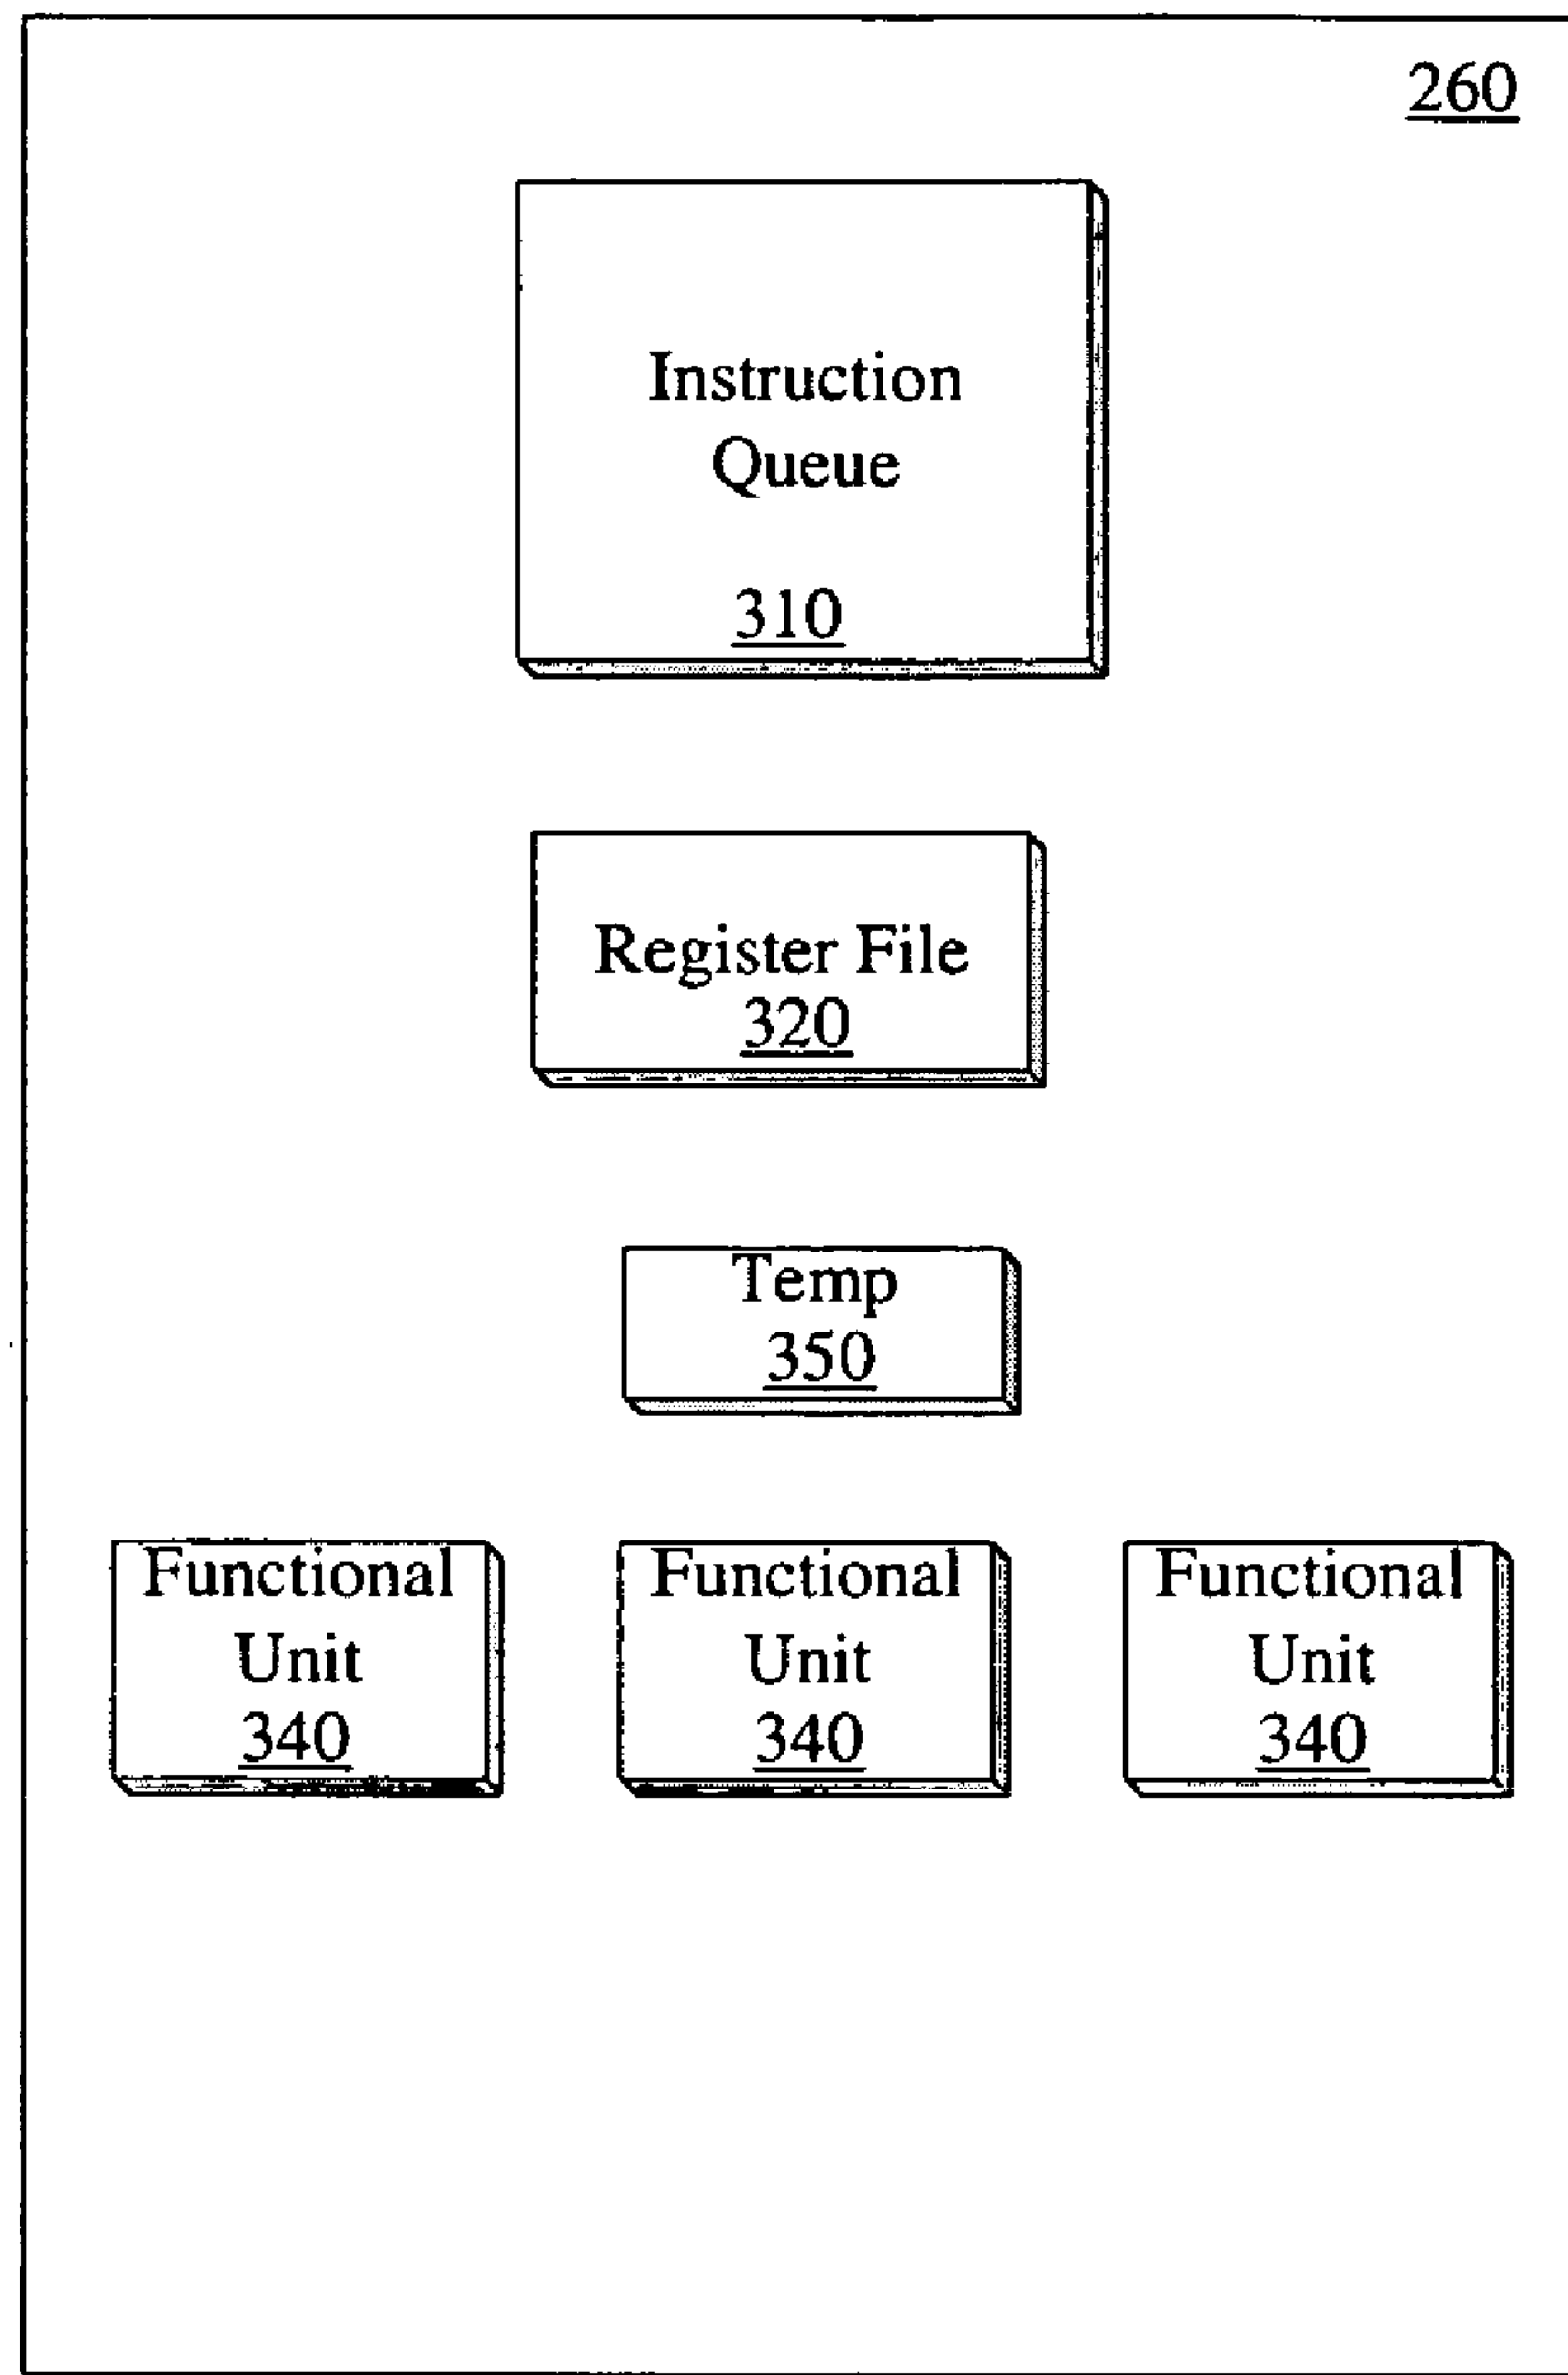 260
Instruction
Queue
310
Register File
320
Temp
350
Functional
Unit
340
Functional
Unit
340
Functional
Unit
340